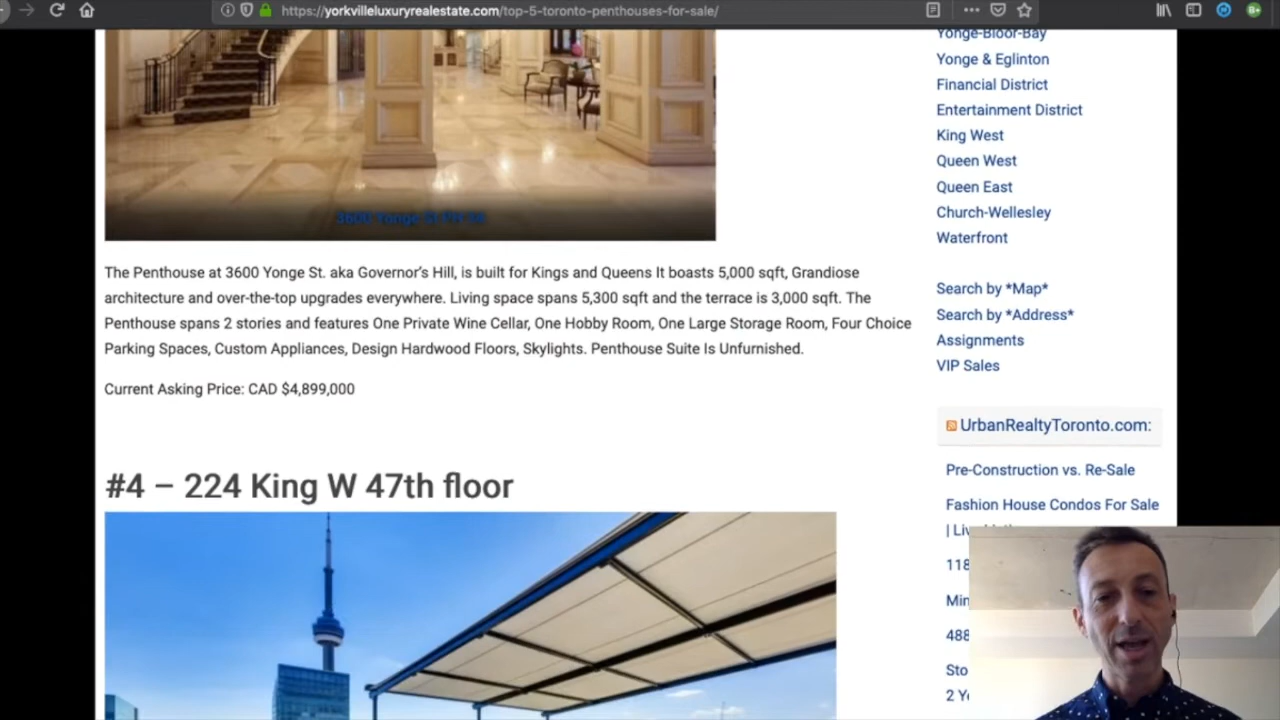 https://yorkvilleluxuryrealestate.com/top-5-toronto-penthouses-for-sale/
3600 Yonge St
The Penthouse at 3600 Yonge St. aka Governor's Hill, is built for Kings and Queens It boasts 5,000 sqft, Grandiose
architecture and over-the-top upgrades everywhere. Living space spans 5,300 sqft and the terrace is 3,000 sqft. The
Penthouse spans 2 stories and features One Private Wine Cellar, One Hobby Room, One Large Storage Room, Four Choice
Parking Spaces, Custom Appliances, Design Hardwood Floors, Skylights. Penthouse Suite Is Unfurnished.
Current Asking Price: CAD $4,899,000
#4 – 224 King W 47th floor
Yonge-Bloor-Bay
Yonge & Eglinton
Financial District
Entertainment District
King West
Queen West
Queen East
Church-Wellesley
Waterfront
Search by *Map*
Search by *Address*
Assignments
VIP Sales
UrbanRealtyToronto.com:
Pre-Construction vs. Re-Sale
Fashion House Condos For Sale
118
488
2